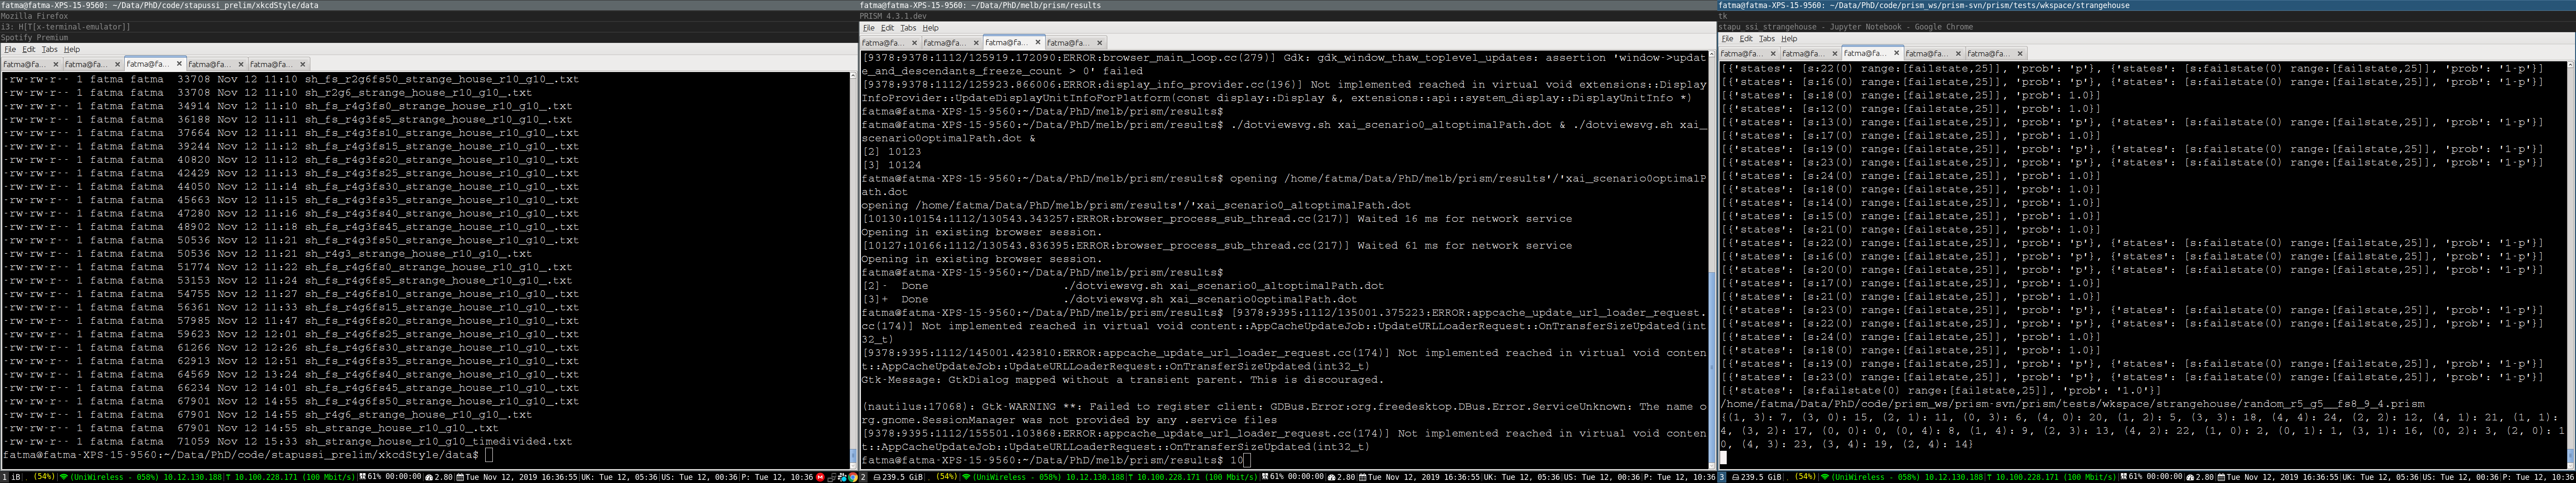 fatma@fatma-XPS-15-9560: ~/Data/PhD/code/stapussi_prelim/xkcdStyle/data
Mozilla Firefox
i3: H[T[x-terminal-emulator]]
Spotify Premium
File Edit Tabs Help
fatma@fa... × fatma@fa... × fatma@fa... × fatma@fa... × fatma@fa... ×
-rw-rw-r-- 1 fatma fatma 33708 Nov 12 11:10 sh_fs_r2g6fs50_strange_house_r10_g10_.txt
-rw-rw-r-- 1 fatma fatma 33708 Nov 12 11:10 sh_r2g6_strange_house_r10_g10_.txt
-rw-rw-r-- 1 fatma fatma 34914 Nov 12 11:10 sh_fs_r4g3fs0_strange_house_r10_g10_.txt
-rw-rw-r-- 1 fatma fatma 36188 Nov 12 11:11 sh_fs_r4g3fs5_strange_house_r10_g10_.txt
-rw-rw-r-- 1 fatma fatma 37664 Nov 12 11:11 sh_fs_r4g3fs10_strange_house_r10_g10_.txt
-rw-rw-r-- 1 fatma fatma 39244 Nov 12 11:12 sh_fs_r4g3fs15_strange_house_r10_g10_.txt
-rw-rw-r-- 1 fatma fatma 40820 Nov 12 11:12 sh_fs_r4g3fs20_strange_house_r10_g10_.txt
-rw-rw-r-- 1 fatma fatma 42429 Nov 12 11:13 sh_fs_r4g3fs25_strange_house_r10_g10_.txt
-rw-rw-r-- 1 fatma fatma 44050 Nov 12 11:14 sh_fs_r4g3fs30_strange_house_r10_g10_.txt
-rw-rw-r-- 1 fatma fatma 45663 Nov 12 11:15 sh_fs_r4g3fs35_strange_house_r10_g10_.txt
-rw-rw-r-- 1 fatma fatma 47280 Nov 12 11:16 sh_fs_r4g3fs40_strange_house_r10_g10_.txt
-rw-rw-r-- 1 fatma fatma 48902 Nov 12 11:18 sh_fs_r4g3fs45_strange_house_r10_g10_.txt
-rw-rw-r-- 1 fatma fatma 50536 Nov 12 11:21 sh_fs_r4g3fs50_strange_house_r10_g10_.txt
-rw-rw-r-- 1 fatma fatma 50536 Nov 12 11:21 sh_r4g3_strange_house_r10_g10_.txt
-rw-rw-r-- 1 fatma fatma 51774 Nov 12 11:22 sh_fs_r4g6fs0_strange_house_r10_g10_.txt
-rw-rw-r-- 1 fatma fatma 53153 Nov 12 11:24 sh_fs_r4g6fs5_strange_house_r10_g10_.txt
-rw-rw-r-- 1 fatma fatma 54755 Nov 12 11:27 sh_fs_r4g6fs10_strange_house_r10_g10_.txt
-rw-rw-r-- 1 fatma fatma 56361 Nov 12 11:33 sh_fs_r4g6fs15_strange_house_r10_g10_.txt
-rw-rw-r-- 1 fatma fatma 57985 Nov 12 11:47 sh_fs_r4g6fs20_strange_house_r10_g10_.txt
-rw-rw-r-- 1 fatma fatma 59623 Nov 12 12:01 sh_fs_r4g6fs25_strange_house_r10_g10_.txt
-rw-rw-r-- 1 fatma fatma 61266 Nov 12 12:26 sh_fs_r4g6fs30_strange_house_r10_g10_.txt
-rw-rw-r-- 1 fatma fatma 62913 Nov 12 12:51 sh_fs_r4g6fs35_strange_house_r10_g10_.txt
-rw-rw-r-- 1 fatma fatma 64569 Nov 12 13:24 sh_fs_r4g6fs40_strange_house_r10_g10_.txt
-rw-rw-r-- 1 fatma fatma 66234 Nov 12 14:01 sh_fs_r4g6fs45_strange_house_r10_g10_.txt
-rw-rw-r-- 1 fatma fatma 67901 Nov 12 14:55 sh_fs_r4g6fs50_strange_house_r10_g10_.txt
-rw-rw-r-- 1 fatma fatma 67901 Nov 12 14:55 sh_r4g6_strange_house_r10_g10_.txt
-rw-rw-r-- 1 fatma fatma 67901 Nov 12 14:55 sh_strange_house_r10_g10_.txt
-rw-rw-r-- 1 fatma fatma 71059 Nov 12 15:33 sh_strange_house_r10_g10_timedivided.txt
fatma@fatma-XPS-15-9560:~/Data/PhD/code/stapussi_prelim/xkcdStyle/data$
1 iB . (54%) (UniWireless - 058%) 10.12.130.188 T 10.100.228.171 (100 Mbit/s) 61% 00:00:00 2.80 Tue Nov 12, 2019 16:36:55 UK: Tue 12, 05:36 US: Tue 12, 00:36 P: Tue 12, 10:36
fatma@fatma-XPS-15-9560: ~/Data/PhD/melb/prism/results
PRISM 4.3.1.dev
File Edit Tabs Help
fatma@fa... × fatma@fa... × fatma@fa... × fatma@fa... ×
[9378:9378:1112/125919.172090:ERROR:browser_main_loop.cc(279)] Gdk: gdk_window_thaw_toplevel_updates: assertion 'window->updat
e_and_descendants_freeze_count > 0' failed
[9378:9378:1112/125923.866006:ERROR:display_info_provider.cc(196)] Not implemented reached in virtual void extensions::Display
InfoProvider::UpdateDisplayUnitInfoForPlatform(const display::Display &, extensions::api::system_display::DisplayUnitInfo *)
fatma@fatma-XPS-15-9560:~/Data/PhD/melb/prism/results$
fatma@fatma-XPS-15-9560:~/Data/PhD/melb/prism/results$ ./dotviewsvg.sh xai_scenario0_altoptimalPath.dot & ./dotviewsvg.sh xai_
scenario0optimalPath.dot &
[2] 10123
[3] 10124
fatma@fatma-XPS-15-9560:~/Data/PhD/melb/prism/results$ opening /home/fatma/Data/PhD/melb/prism/results'/'xai_scenario0optimalP
ath.dot
opening /home/fatma/Data/PhD/melb/prism/results'/'xai_scenario0_altoptimalPath.dot
[10130:10154:1112/130543.343257:ERROR:browser_process_sub_thread.cc(217)] Waited 16 ms for network service
Opening in existing browser session.
[10127:10166:1112/130543.836395:ERROR:browser_process_sub_thread.cc(217)] Waited 61 ms for network service
Opening in existing browser session.
fatma@fatma-XPS-15-9560:~/Data/PhD/melb/prism/results$
[2]- Done ./dotviewsvg.sh xai_scenario0_altoptimalPath.dot
[3]+ Done ./dotviewsvg.sh xai_scenario0optimalPath.dot
fatma@fatma-XPS-15-9560:~/Data/PhD/melb/prism/results$ [9378:9395:1112/135001.375223:ERROR:appcache_update_url_loader_request.
cc(174)] Not implemented reached in virtual void content::AppCacheUpdateJob::UpdateURLLoaderRequest::OnTransferSizeUpdated(int
32_t)
[9378:9395:1112/145001.423810:ERROR:appcache_update_url_loader_request.cc(174)] Not implemented reached in virtual void conten
t::AppCacheUpdateJob::UpdateURLLoaderRequest::OnTransferSizeUpdated(int32_t)
Gtk-Message: GtkDialog mapped without a transient parent. This is discouraged.
(nautilus:17068): Gtk-WARNING **: Failed to register client: GDBus.Error:org.freedesktop.DBus.Error.ServiceUnknown: The name o
rg.gnome.SessionManager was not provided by any .service files
[9378:9395:1112/155501.103868:ERROR:appcache_update_url_loader_request.cc(174)] Not implemented reached in virtual void conten
t::AppCacheUpdateJob::UpdateURLLoaderRequest::OnTransferSizeUpdated(int32_t)
fatma@fatma-XPS-15-9560:~/Data/PhD/melb/prism/results$ 10
2 239.5 GiB . (54%) (UniWireless - 058%) 10.12.130.188 T 10.100.228.171 (100 Mbit/s) 61% 00:00:00 2.80 Tue Nov 12, 2019 16:36:55 UK: Tue 12, 05:36 US: Tue 12, 00:36 P: Tue 12, 10:36
fatma@fatma-XPS-15-9560: ~/Data/PhD/code/prism_ws/prism-svn/prism/tests/wkspace/strangehouse
tk
stapu_ssi_strangehouse - Jupyter Notebook - Google Chrome
File Edit Tabs Help
fatma@fa... × fatma@fa... × fatma@fa... × fatma@fa... × fatma@fa... ×
[{'states': [s:22(0) range:[failstate,25]], 'prob': 'p'}, {'states': [s:failstate(0) range:[failstate,25]], 'prob': '1-p'}]
[{'states': [s:16(0) range:[failstate,25]], 'prob': 'p'}, {'states': [s:failstate(0) range:[failstate,25]], 'prob': '1-p'}]
[{'states': [s:18(0) range:[failstate,25]], 'prob': 1.0}]
[{'states': [s:12(0) range:[failstate,25]], 'prob': 1.0}]
[{'states': [s:13(0) range:[failstate,25]], 'prob': 'p'}, {'states': [s:failstate(0) range:[failstate,25]], 'prob': '1-p'}]
[{'states': [s:17(0) range:[failstate,25]], 'prob': 1.0}]
[{'states': [s:19(0) range:[failstate,25]], 'prob': 'p'}, {'states': [s:failstate(0) range:[failstate,25]], 'prob': '1-p'}]
[{'states': [s:23(0) range:[failstate,25]], 'prob': 'p'}, {'states': [s:failstate(0) range:[failstate,25]], 'prob': '1-p'}]
[{'states': [s:24(0) range:[failstate,25]], 'prob': 1.0}]
[{'states': [s:18(0) range:[failstate,25]], 'prob': 1.0}]
[{'states': [s:14(0) range:[failstate,25]], 'prob': 1.0}]
[{'states': [s:15(0) range:[failstate,25]], 'prob': 1.0}]
[{'states': [s:21(0) range:[failstate,25]], 'prob': 1.0}]
[{'states': [s:22(0) range:[failstate,25]], 'prob': 'p'}, {'states': [s:failstate(0) range:[failstate,25]], 'prob': '1-p'}]
[{'states': [s:16(0) range:[failstate,25]], 'prob': 'p'}, {'states': [s:failstate(0) range:[failstate,25]], 'prob': '1-p'}]
[{'states': [s:20(0) range:[failstate,25]], 'prob': 'p'}, {'states': [s:failstate(0) range:[failstate,25]], 'prob': '1-p'}]
[{'states': [s:17(0) range:[failstate,25]], 'prob': 1.0}]
[{'states': [s:21(0) range:[failstate,25]], 'prob': 1.0}]
[{'states': [s:23(0) range:[failstate,25]], 'prob': 'p'}, {'states': [s:failstate(0) range:[failstate,25]], 'prob': '1-p'}]
[{'states': [s:22(0) range:[failstate,25]], 'prob': 'p'}, {'states': [s:failstate(0) range:[failstate,25]], 'prob': '1-p'}]
[{'states': [s:24(0) range:[failstate,25]], 'prob': 1.0}]
[{'states': [s:18(0) range:[failstate,25]], 'prob': 1.0}]
[{'states': [s:19(0) range:[failstate,25]], 'prob': 'p'}, {'states': [s:failstate(0) range:[failstate,25]], 'prob': '1-p'}]
[{'states': [s:23(0) range:[failstate,25]], 'prob': 'p'}, {'states': [s:failstate(0) range:[failstate,25]], 'prob': '1-p'}]
[{'states': [s:failstate(0) range:[failstate,25]], 'prob': '1.0'}]
/home/fatma/Data/PhD/code/prism_ws/prism-svn/prism/tests/wkspace/strangehouse/random_r5_g5__fs8_9_4.prism
{(1, 3): 7, (3, 0): 15, (2, 1): 11, (0, 3): 6, (4, 0): 20, (1, 2): 5, (3, 3): 18, (4, 4): 24, (2, 2): 12, (4, 1): 21, (1, 1):
4, (3, 2): 17, (0, 0): 0, (0, 4): 8, (1, 4): 9, (2, 3): 13, (4, 2): 22, (1, 0): 2, (0, 1): 1, (3, 1): 16, (0, 2): 3, (2, 0): 1
0, (4, 3): 23, (3, 4): 19, (2, 4): 14}
3 239.5 GiB . (54%) (UniWireless - 058%) 10.12.130.188 T 10.100.228.171 (100 Mbit/s) 61% 00:00:00 2.80 Tue Nov 12, 2019 16:36:55 UK: Tue 12, 05:36 US: Tue 12, 00:36 P: Tue 12, 10:36